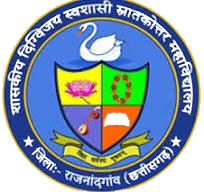 शासकीय दिग्विजय स्वशासी स्नातकोत्तर महाविद्यालय
जिला:- राजनांदगाँव (छत्तीसगढ़)